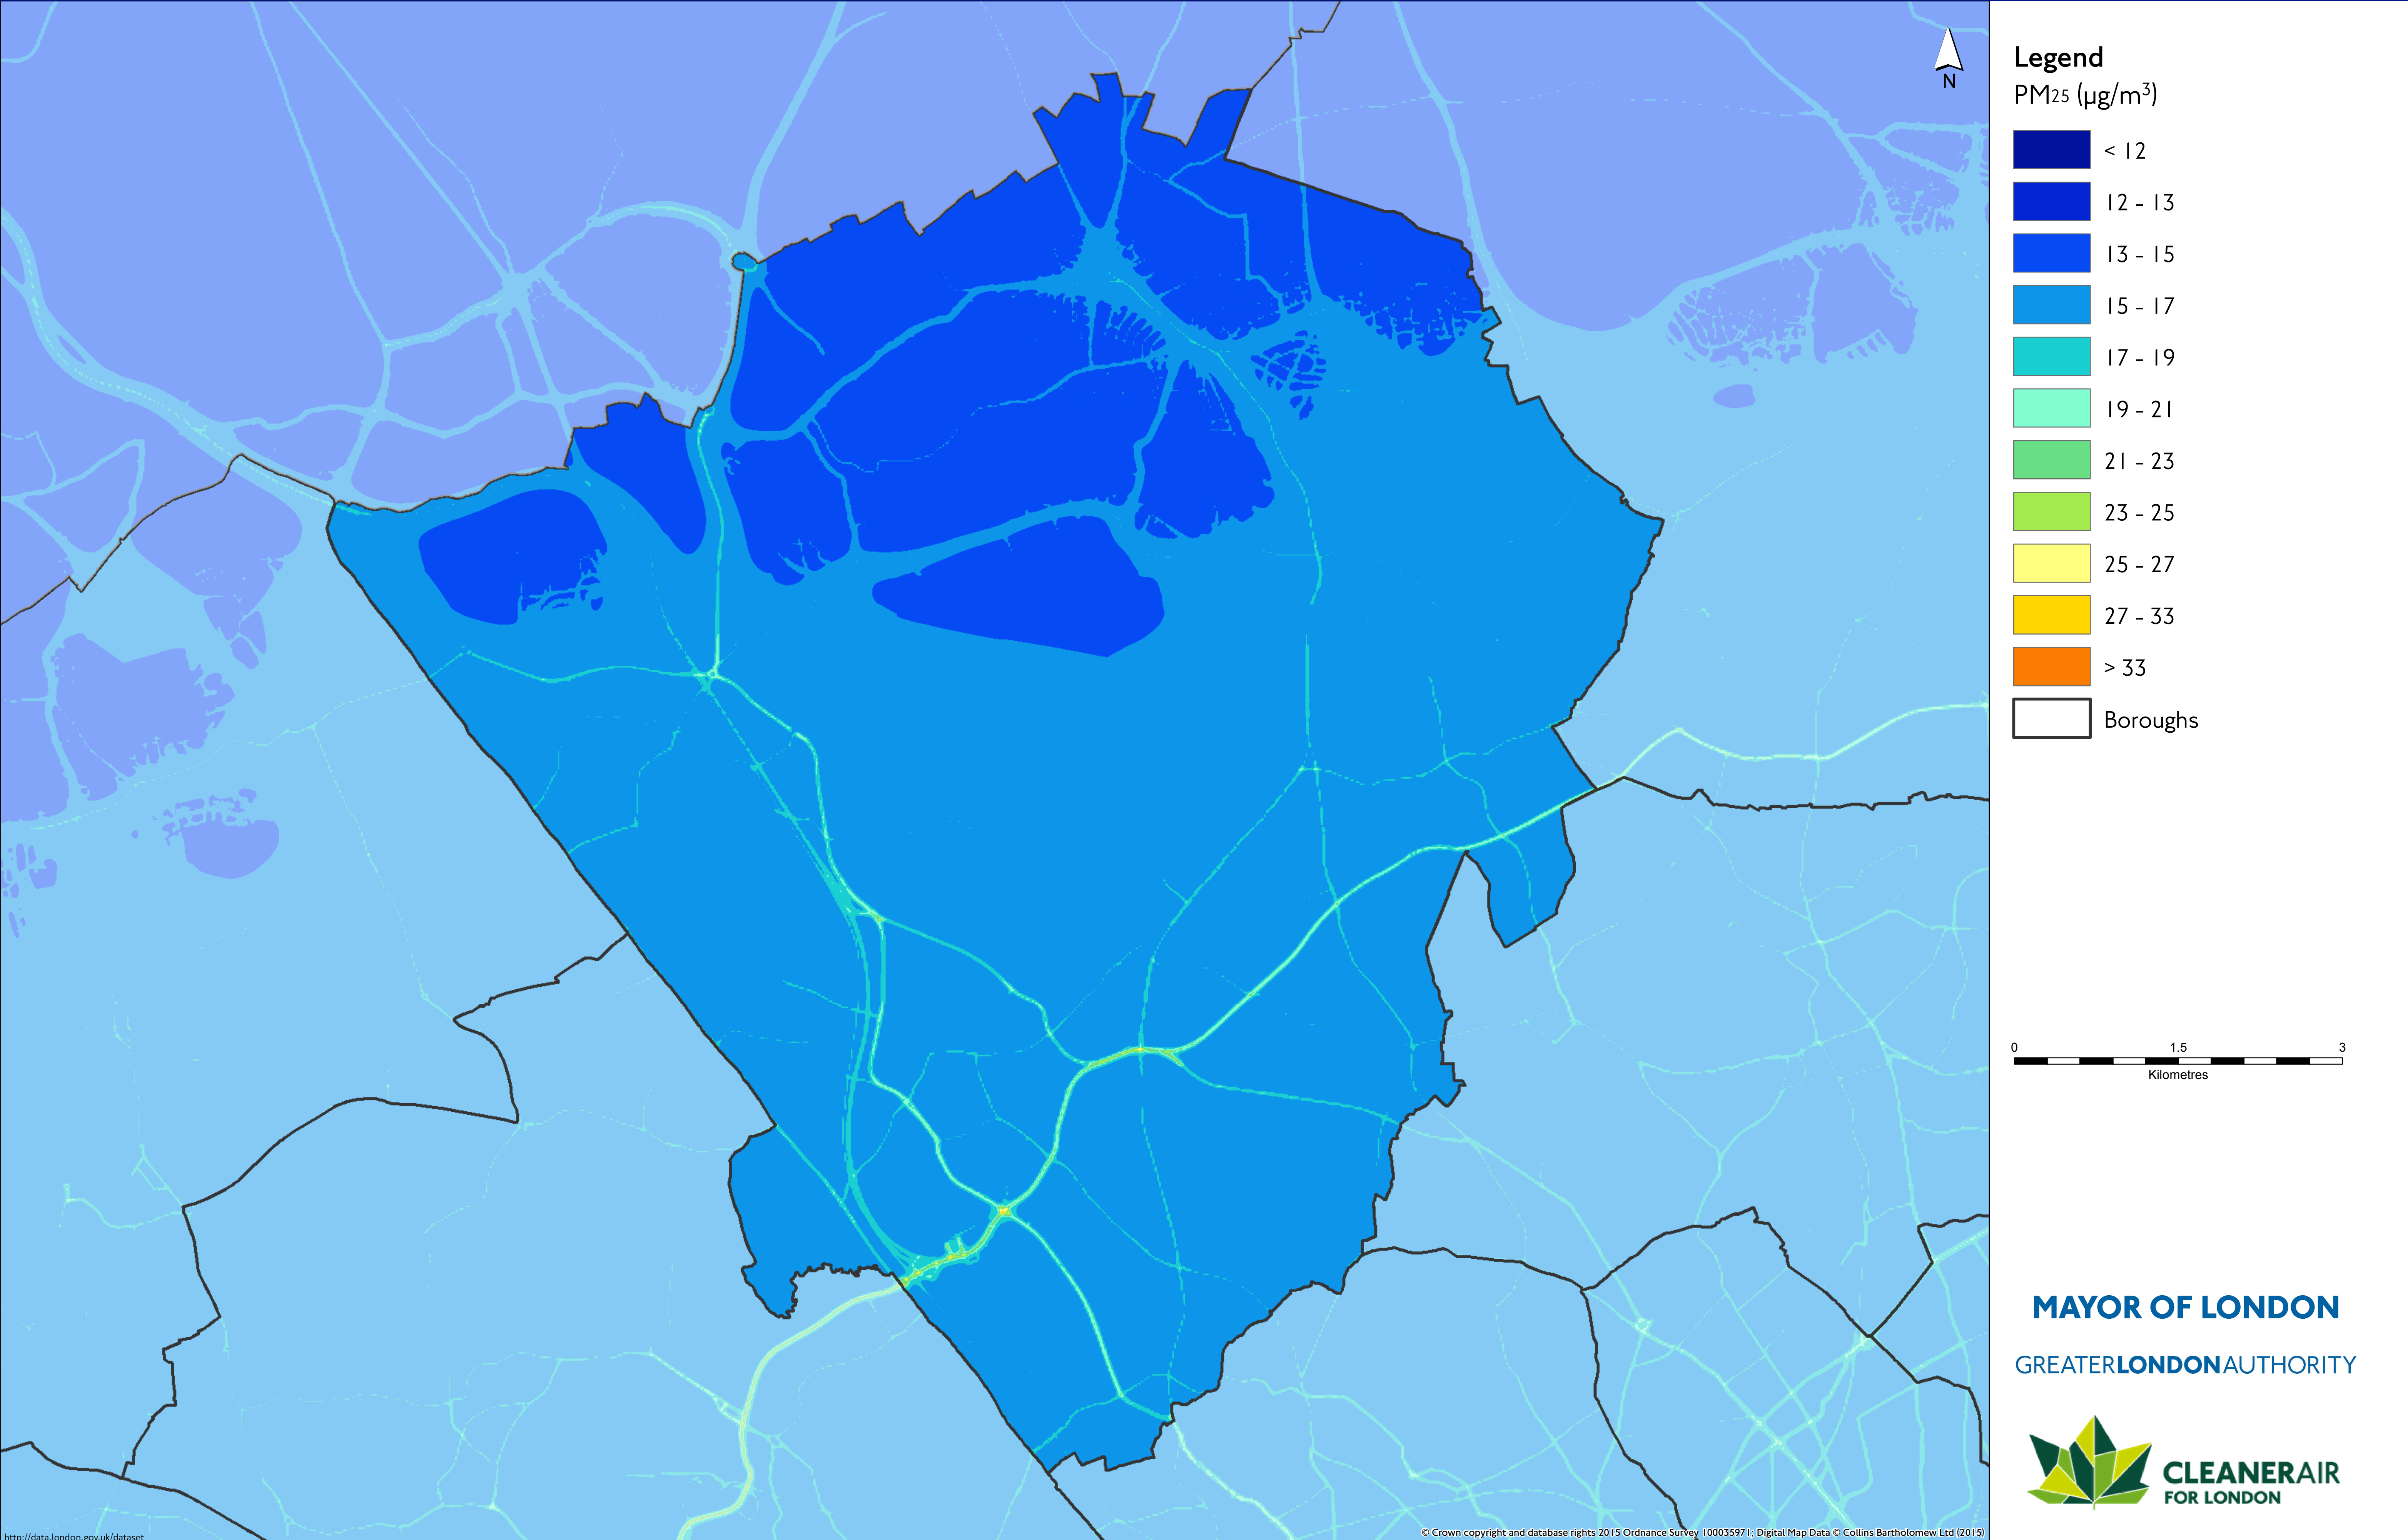 N
Legend
PM25 (μg/m3)
< 12
12 - 13
13 - 15
15 - 17
17 - 19
19 - 21
21 - 23
23 - 25
25 - 27
27 - 33
> 33
Boroughs
0 1.5 3
Kilometres
MAYOR OF LONDON
GREATERLONDONAUTHORITY
CLEANERAIR
FOR LONDON
http://data.london.gov.uk/dataset
© Crown copyright and database rights 2015 Ordnance Survey 100035971; Digital Map Data © Collins Bartholomew Ltd (2015)